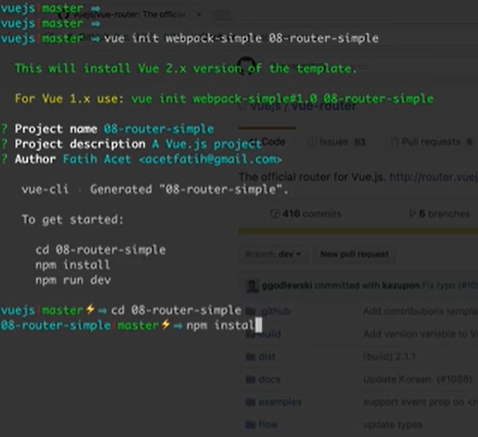 vuejs|master ⇒
vuejs: The official
vuejs|master ⇒
vuejs|master ⇒ vue init webpack-simple 08-router-simple
This will install Vue 2.x version of the template.
For Vue 1.x use: vue init webpack-simple#1.0 08-router-simple
vuejs / vue-router
? Project name 08-router-simple
? Project description A Vue.js project
Code
Issues 53
Pull requests 6
? Author Fatih Acet <acetfatih@gmail.com>
The official router for Vue.js. http://router.vuej
vue-cli · Generated "08-router-simple".
416 commits
6 branches
To get started:
cd 08-router-simple
Branch: dev
New pull request
npm install
npm run dev
ggodlewski committed with kazupon Fix typo (#10
vuejs|master⚡⇒ cd 08-router-simple
.github
Add contributions templa
08-router-simple|master⚡⇒ npm instal
build
Add version variable to V
dist
[build] 2.1.1
docs
Update Korean. (#1088)
examples
support event prop on <r
flow
update types